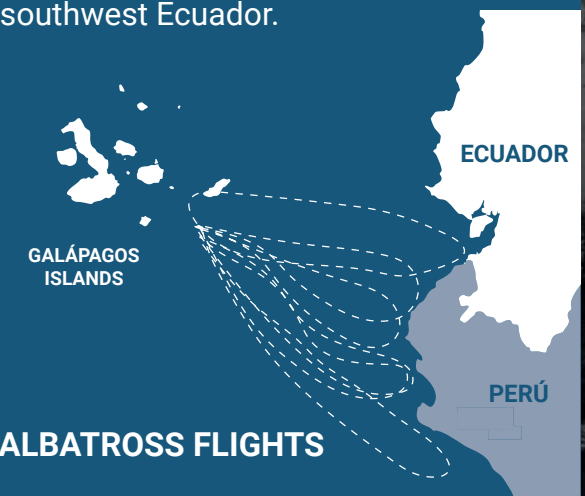 southwest Ecuador.
ECUADOR
GALÁPAGOS
ISLANDS
PERÚ
ALBATROSS FLIGHTS